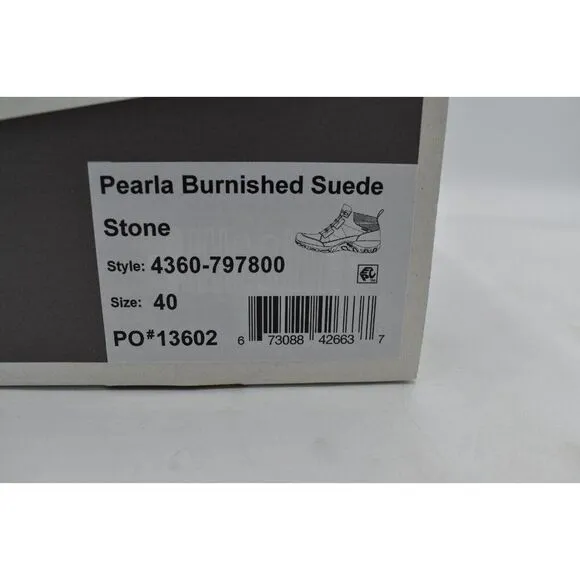 Pearla Burnished Suede
Stone
Style: 4360-797800
Size: 40
PO#13602
6 73088 42663 7